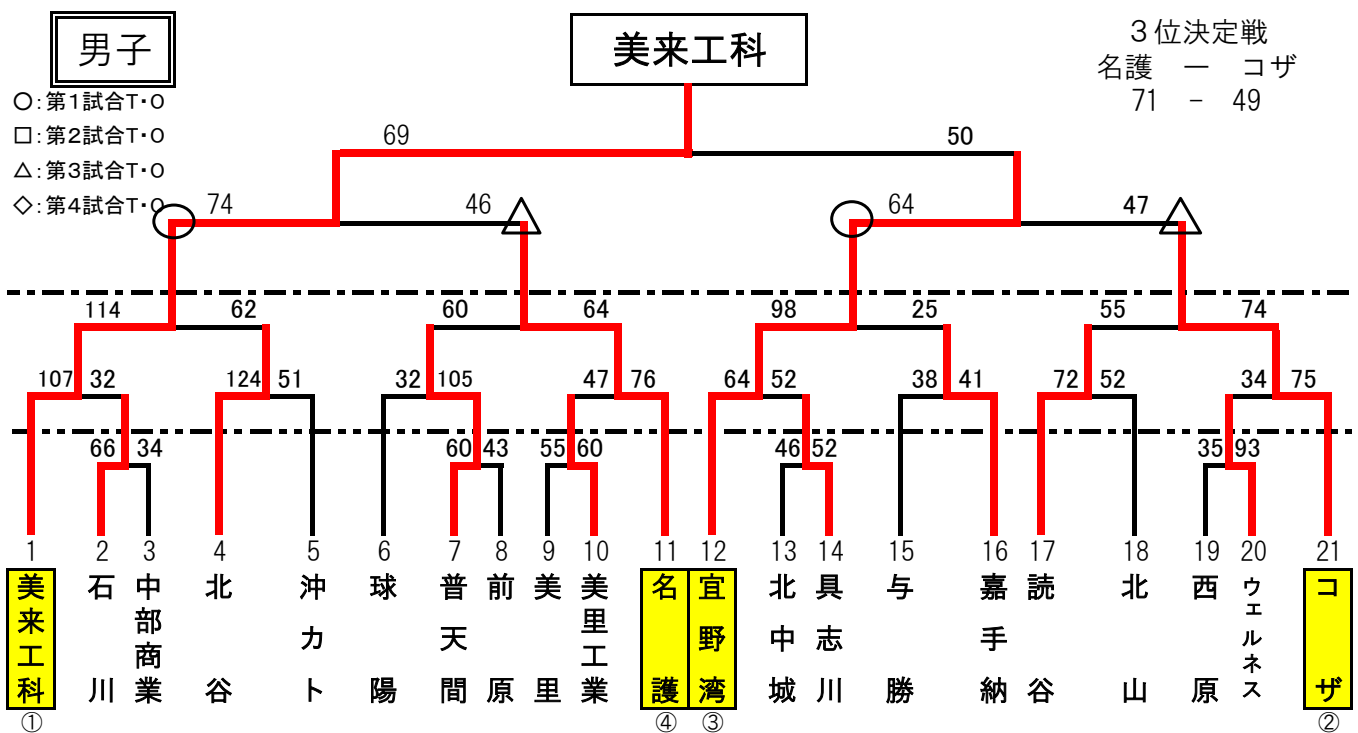 男子
美来工科
3位決定戦
名護 ー コザ
71 - 49
○:第1試合T・O
□:第2試合T・O
△:第3試合T・O
◇:第4試合T・O
69 50
74 46 64 47
114 62 60 64 98 25 55 74
107 32 124 51 32 105 47 76 64 52 38 41 72 52 34 75
66 34 60 43 55 60 46 52 35 93
1 2 3 4 5 6 7 8 9 10 11 12 13 14 15 16 17 18 19 20 21
美来工科
石川
中部商業
北谷
沖カト
球陽
普天間
前原
美里
美里工業
名護
宜野湾
北中城
具志川
与勝
嘉手納
読谷
北山
西原
ウェルネス
コザ
① ④ ③ ②